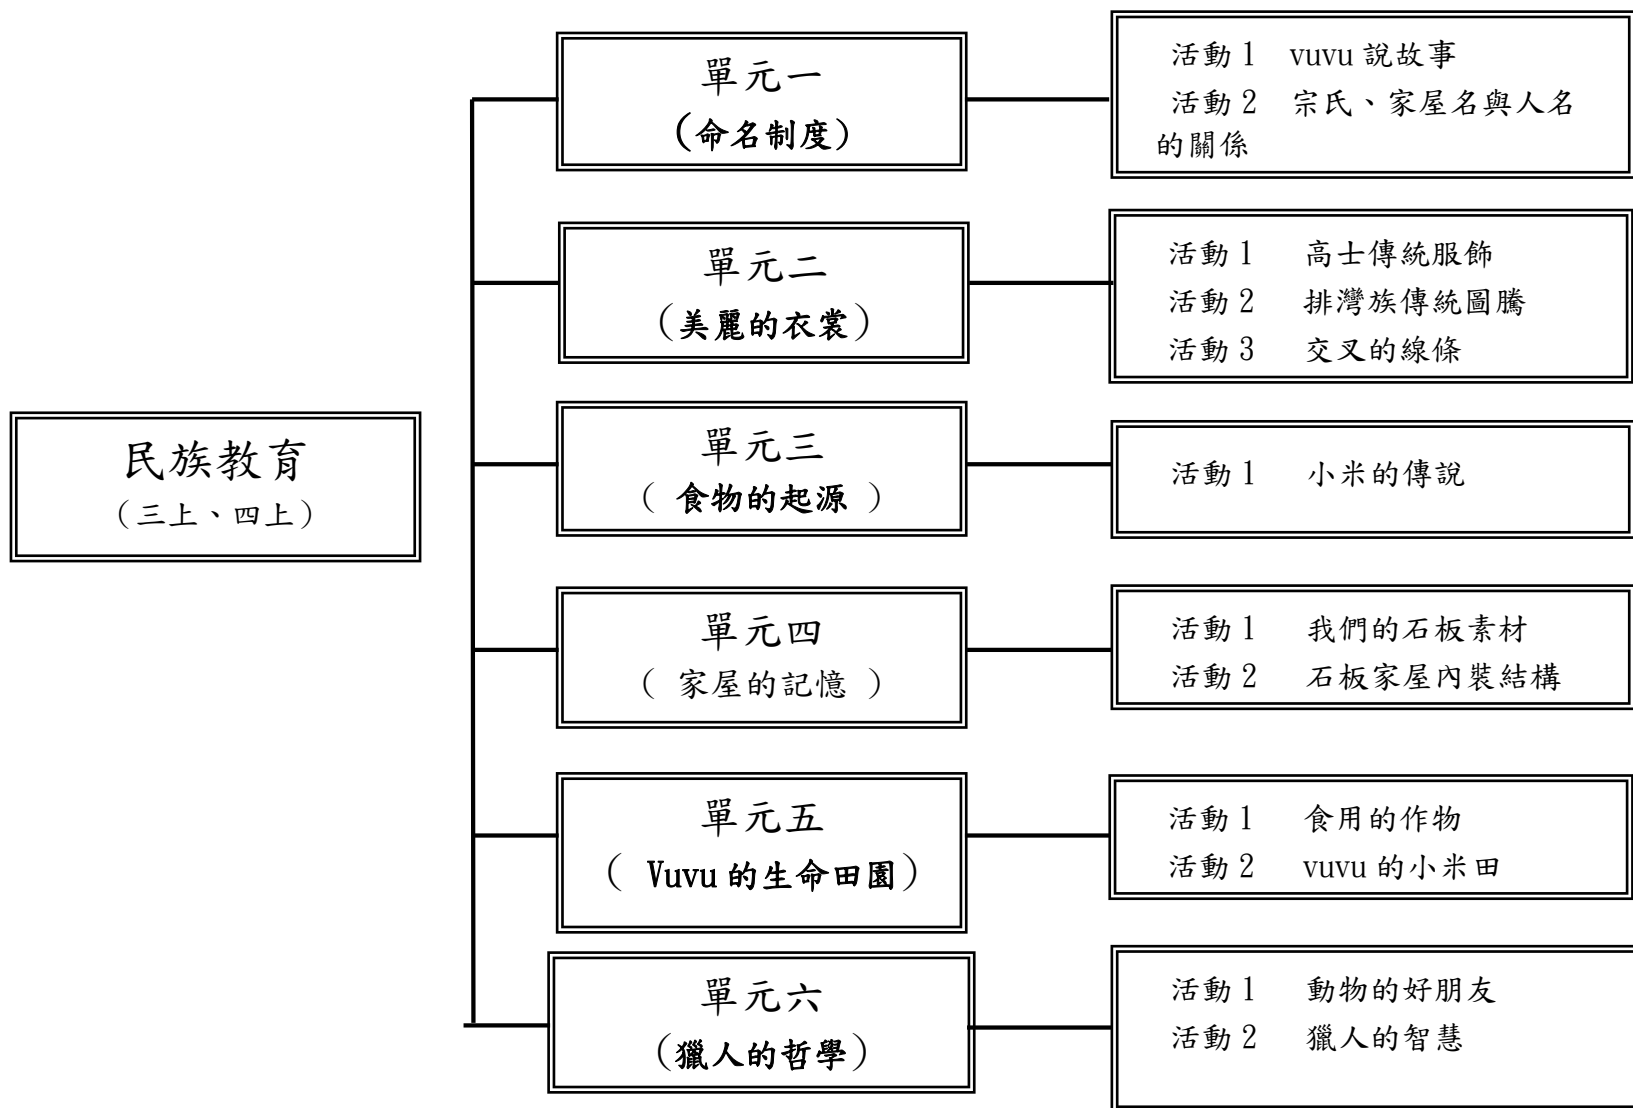 民族教育
（三上、四上）
單元一
(命名制度)
活動 1 vuvu 說故事
活動 2 宗氏、家屋名與人名
的關係
單元二
（美麗的衣裳）
活動 1 高士傳統服飾
活動 2 排灣族傳統圖騰
活動 3 交叉的線條
單元三
（ 食物的起源 ）
活動 1 小米的傳說
單元四
（ 家屋的記憶 ）
活動 1 我們的石板素材
活動 2 石板家屋內裝結構
單元五
（ Vuvu 的生命田園）
活動 1 食用的作物
活動 2 vuvu 的小米田
單元六
（獵人的哲學）
活動 1 動物的好朋友
活動 2 獵人的智慧